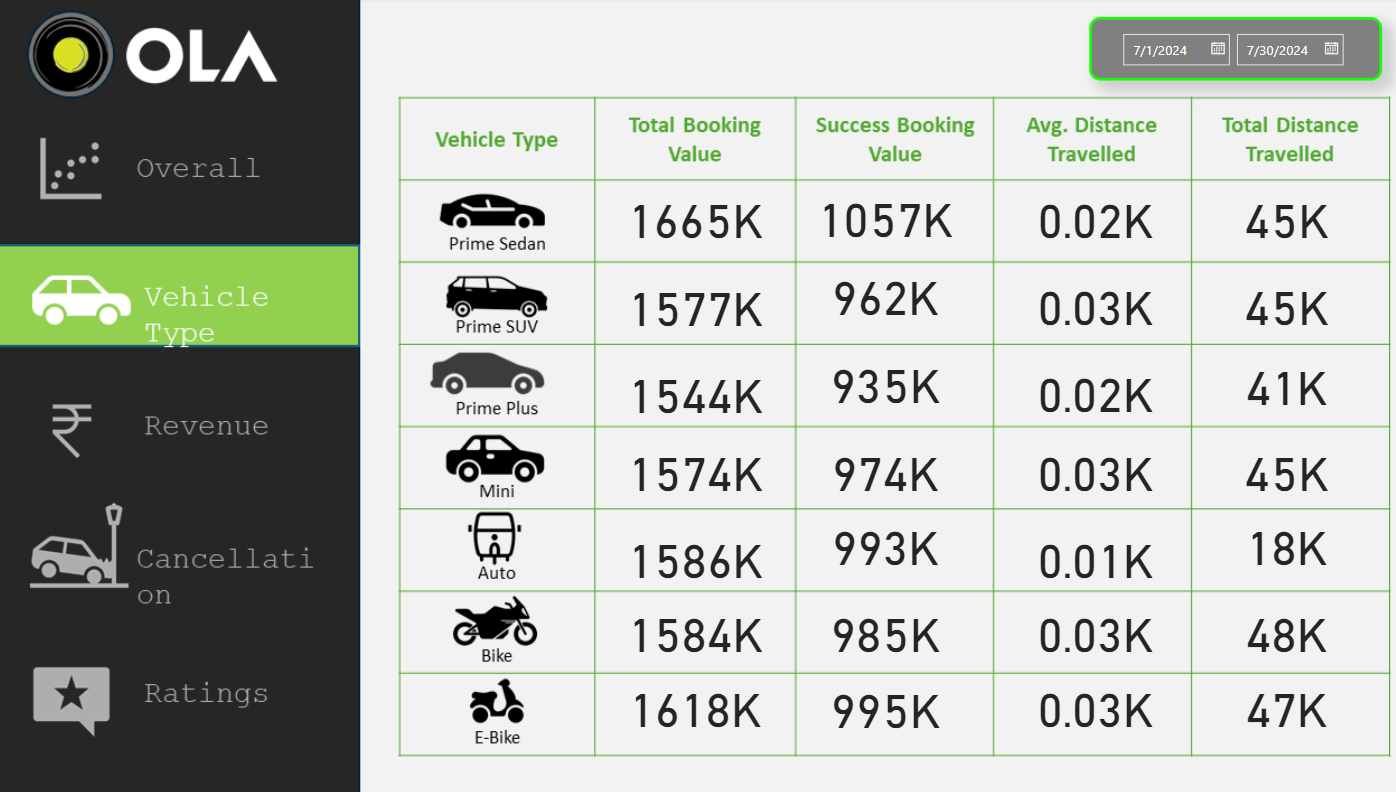 OLA
7/1/2024 7/30/2024
Overall
Vehicle
Type
Revenue
Cancellati
on
Ratings
Vehicle Type
Total Booking
Value
Success Booking
Value
Avg. Distance
Travelled
Total Distance
Travelled
Prime Sedan 1665K 1057K 0.02K 45K
Prime SUV 1577K 962K 0.03K 45K
Prime Plus 1544K 935K 0.02K 41K
Mini 1574K 974K 0.03K 45K
Auto 1586K 993K 0.01K 18K
Bike 1584K 985K 0.03K 48K
E-Bike 1618K 995K 0.03K 47K